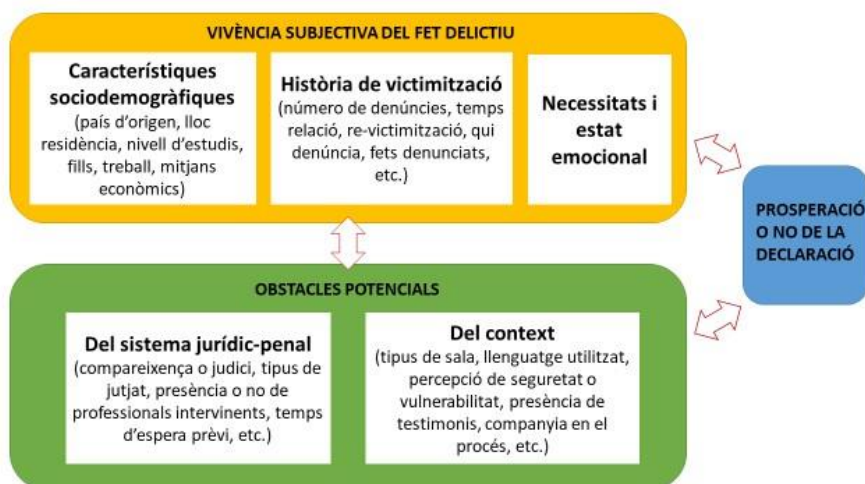 VIVÈNCIA SUBJECTIVA DEL FET DELICTIU
Característiques
sociodemogràfiques
(país d'origen, lloc
residència, nivell d'estudis,
fills, treball, mitjans
econòmics)
Història de victimització
(número de denúncies, temps
relació, re-victimització, qui
denúncia, fets denunciats,
etc.)
Necessitats i
estat
emocional
PROSPERACIÓ
O NO DE LA
DECLARACIÓ
OBSTACLES POTENCIALS
Del sistema jurídic-penal
(compareixença o judici, tipus de
jutjat, presència o no de
professionals intervinents, temps
d'espera prèvi, etc.)
Del context
(tipus de sala, llenguatge utilitzat,
percepció de seguretat o
vulnerabilitat, presència de
testimonis, companyia en el
procés, etc.)